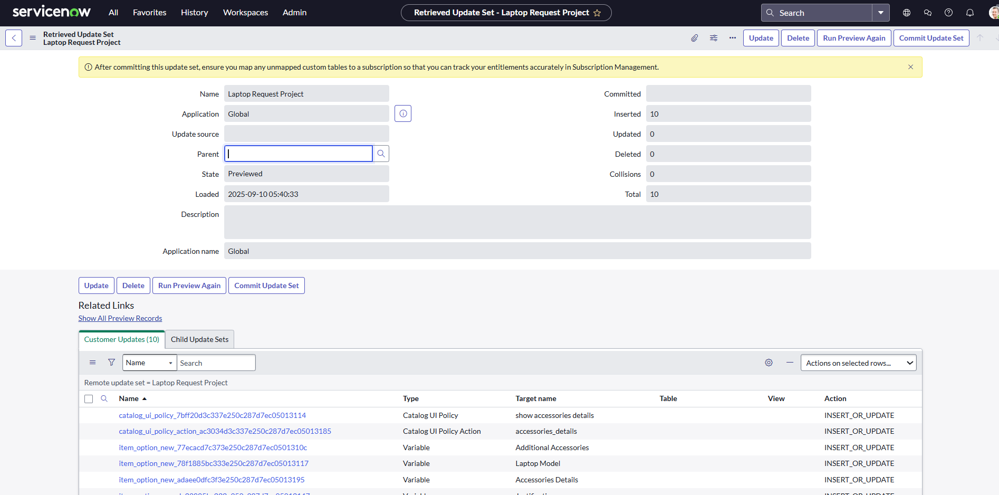 servicenow All Favorites History Workspaces Admin Retrieved Update Set - Laptop Request Project Search
Retrieved Update Set
Laptop Request Project
Update Delete Run Preview Again Commit Update Set
After committing this update set, ensure you map any unmapped custom tables to a subscription so that you can track your entitlements accurately in Subscription Management.
Name Laptop Request Project Committed
Application Global Inserted 10
Update source Updated 0
Parent Deleted 0
State Previewed Collisions 0
Loaded 2025-09-10 05:40:33 Total 10
Description
Application name Global
Update Delete Run Preview Again Commit Update Set
Related Links
Show All Preview Records
Customer Updates (10) Child Update Sets
Name Search Actions on selected rows...
Remote update set = Laptop Request Project
Name Type Target name Table View Action
catalog_ui_policy_7bff20d3c337e250c287d7ec05013114 Catalog UI Policy show accessories details INSERT_OR_UPDATE
catalog_ui_policy_action_ac3034d3c337e250c287d7ec05013185 Catalog UI Policy Action accessories_details INSERT_OR_UPDATE
item_option_new_77ecacd7c373e250c287d7ec0501310c Variable Additional Accessories INSERT_OR_UPDATE
item_option_new_78f1885bc333e250c287d7ec05013117 Variable Laptop Model INSERT_OR_UPDATE
item_option_new_adaee0dfc3f3e250c287d7ec05013195 Variable Accessories Details INSERT_OR_UPDATE